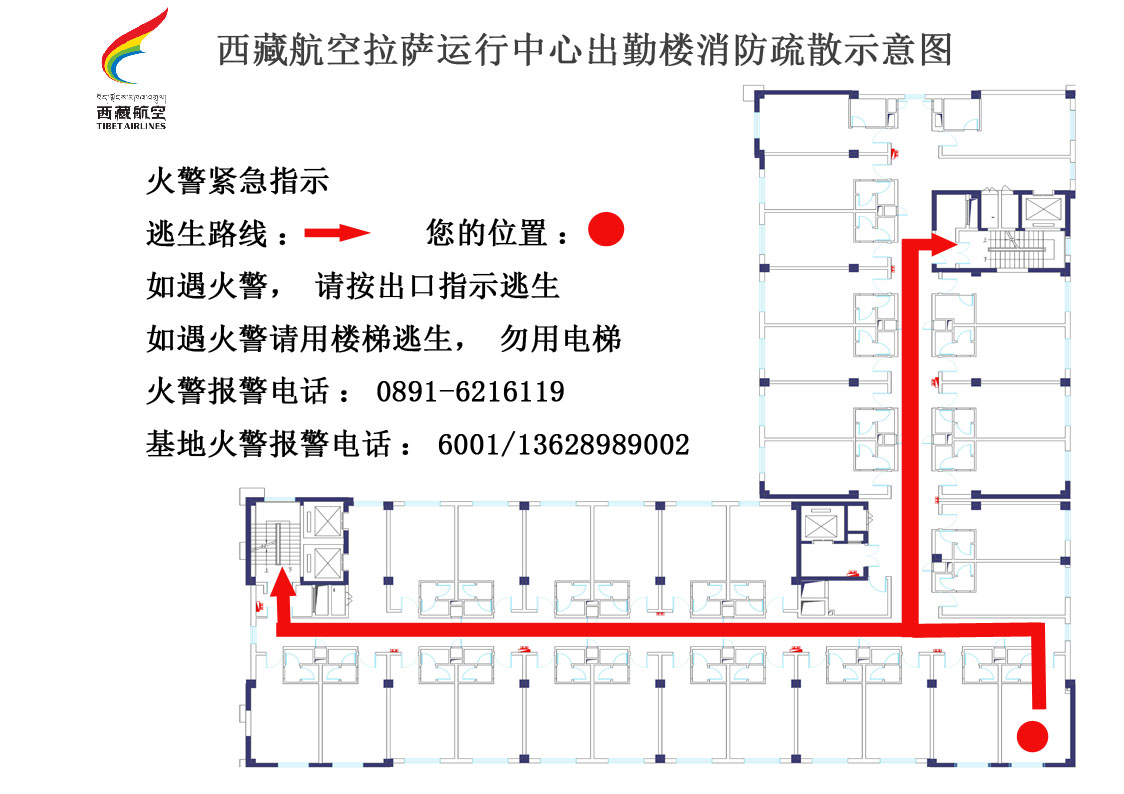 西藏航空拉萨运行中心出勤楼消防疏散示意图
西藏航空
TIBET AIRLINES
火警紧急指示
逃生路线： 您的位置：
如遇火警， 请按出口指示逃生
如遇火警请用楼梯逃生， 勿用电梯
火警报警电话： 0891-6216119
基地火警报警电话： 6001/13628989002
上
下
上
下